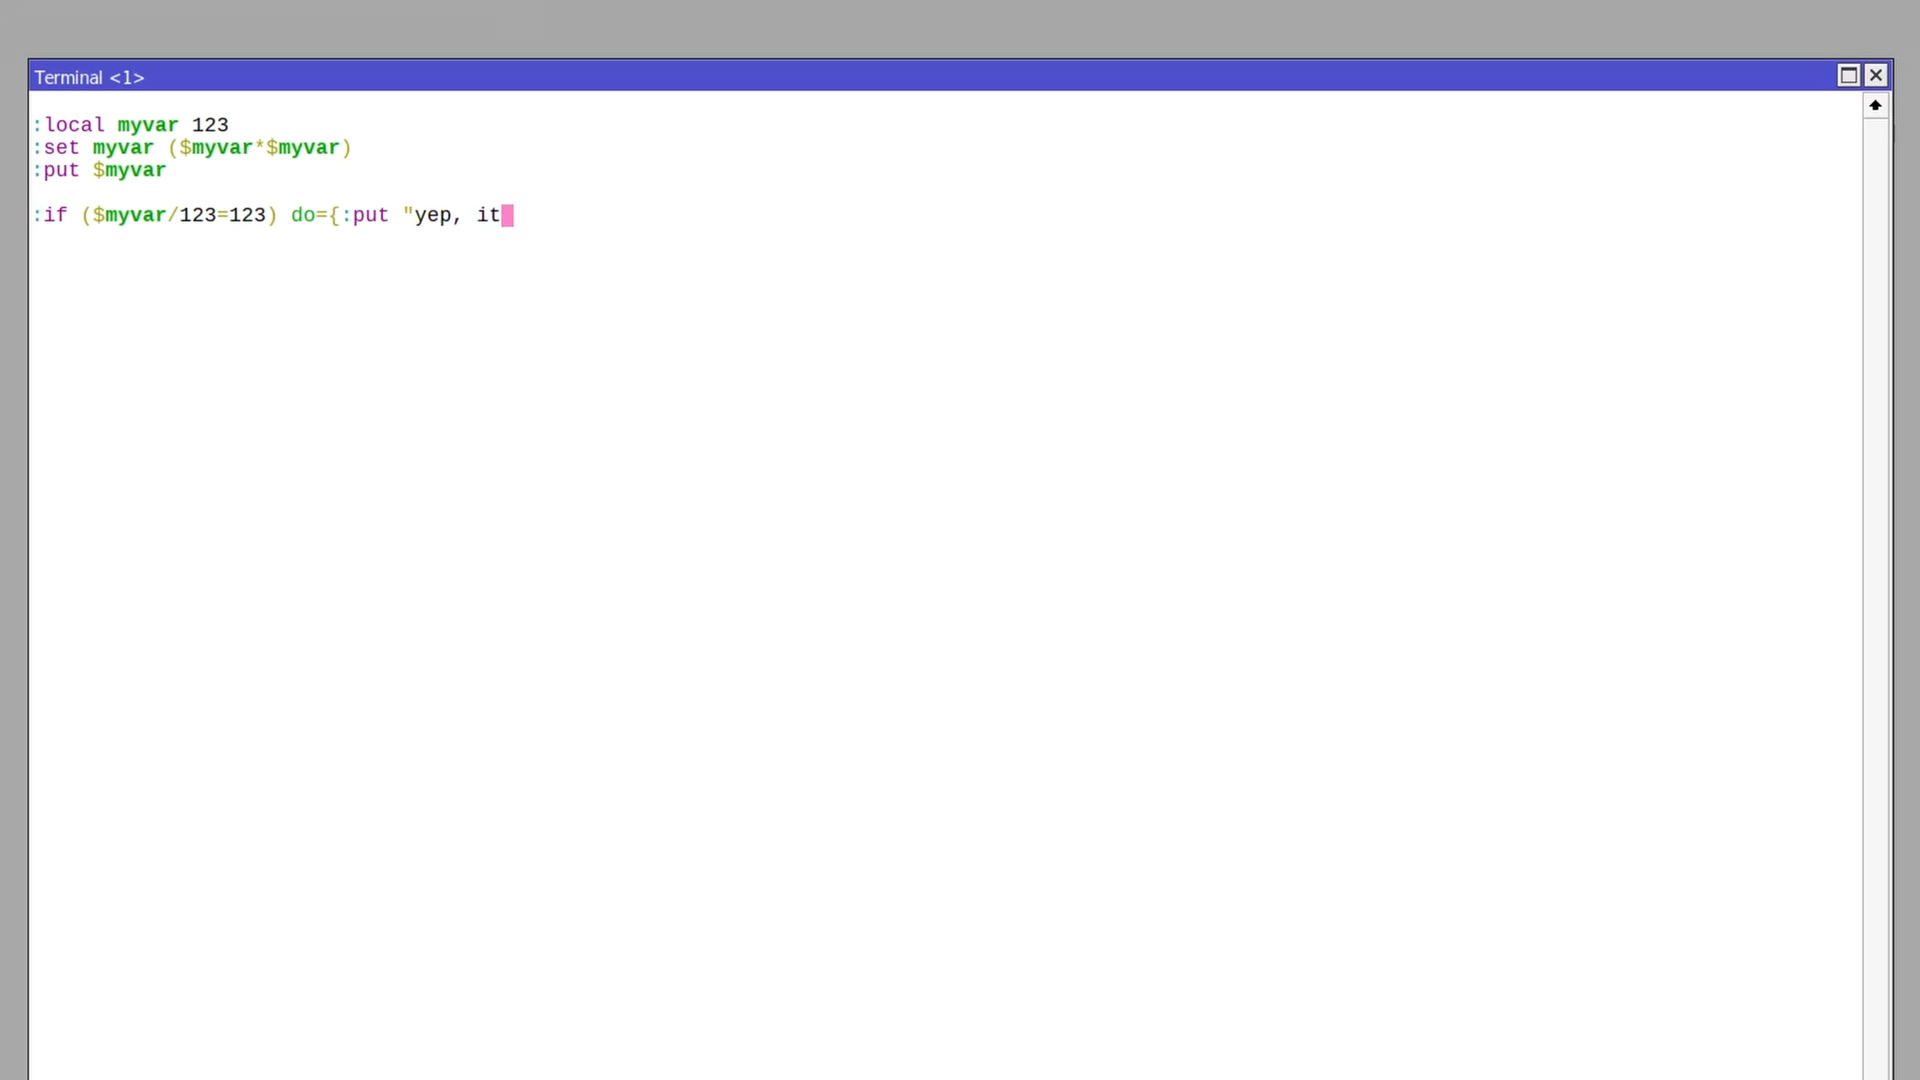 Terminal <1>
:local myvar 123
:set myvar ($myvar*$myvar)
:put $myvar
:if ($myvar/123=123) do={:put "yep, it